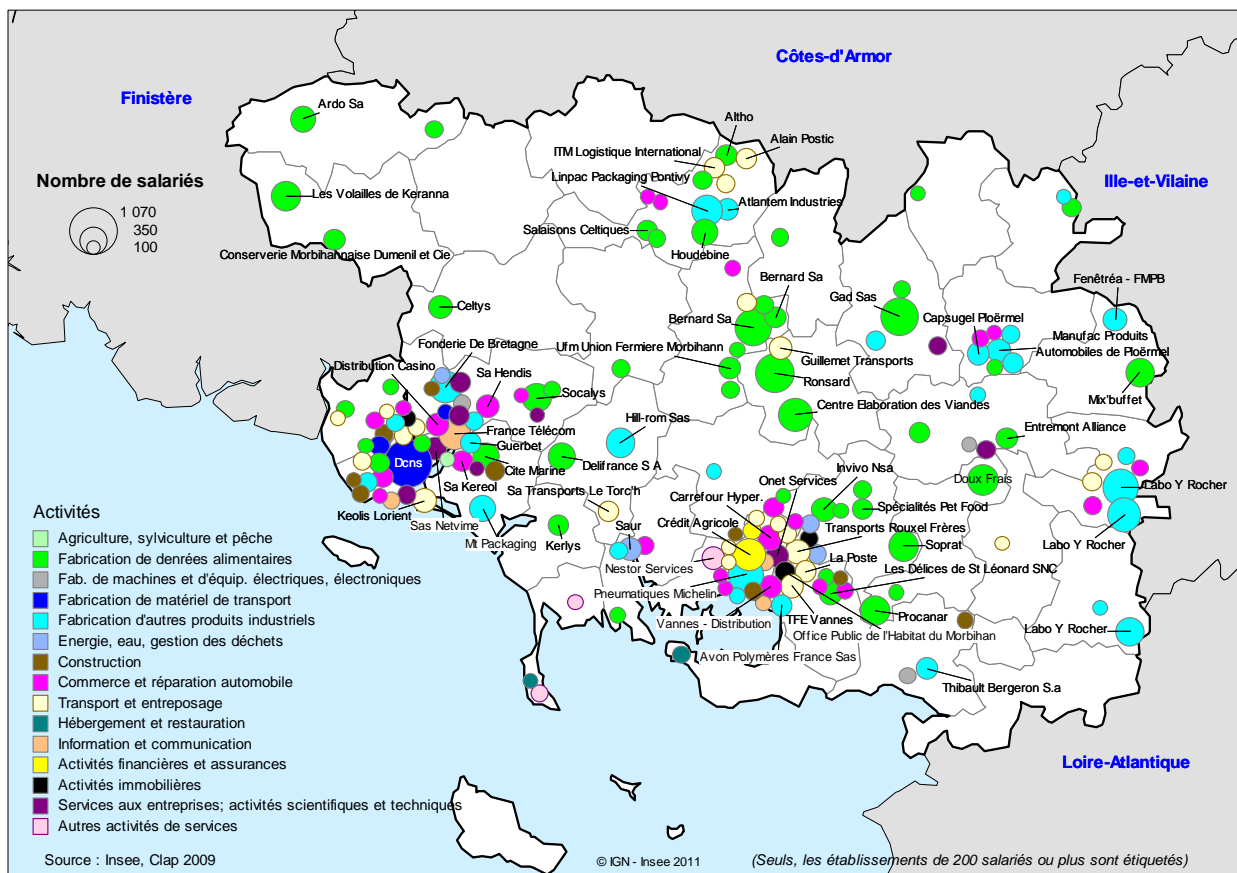 Côtes-d'Armor
Finistère
Ille-et-Vilaine
Loire-Atlantique
Nombre de salariés
1 070
350
100
Ardo Sa
Altho
Alain Postic
ITM Logistique International
Linpac Packaging Pontivy
Atlantem Industries
Les Volailles de Keranna
Salaisons Celtiques
Houdebine
Conserverie Morbihannaise Dumenil et Cie
Bernard Sa
Fenêtréa - FMPB
Celtys
Gad Sas
Bernard Sa
Capsugel Ploërmel
Fonderie De Bretagne
Manufac Produits
Automobiles de Ploërmel
Ufm Union Fermiere Morbihann
Guillemet Transports
Distribution Casino
Sa Hendis
Ronsard
Socalys
Mix'buffet
Centre Elaboration des Viandes
Hill-rom Sas
France Télécom
Entremont Alliance
Guerbet
Dcns
Delifrance S A
Cite Marine
Onet Services
Invivo Nsa
Doux Frais
Labo Y Rocher
Sa Kereol
Sa Transports Le Torc'h
Carrefour Hyper.
Spécialités Pet Food
Keolis Lorient
Sas Netvime
Saur
Crédit Agricole
Transports Rouxel Frères
Mt Packaging
Kerlys
Soprat
Labo Y Rocher
La Poste
Nestor Services
Les Délices de St Léonard SNC
Pneumatiques Michelin
Vannes - Distribution
TFE Vannes
Procanar
Office Public de l'Habitat du Morbihan
Labo Y Rocher
Avon Polymères France Sas
Thibault Bergeron S.a
Activités
Agriculture, sylviculture et pêche
Fabrication de denrées alimentaires
Fab. de machines et d'équip. électriques, électroniques
Fabrication de matériel de transport
Fabrication d'autres produits industriels
Energie, eau, gestion des déchets
Construction
Commerce et réparation automobile
Transport et entreposage
Hébergement et restauration
Information et communication
Activités financières et assurances
Activités immobilières
Services aux entreprises; activités scientifiques et techniques
Autres activités de services
Source : Insee, Clap 2009
© IGN - Insee 2011
(Seuls, les établissements de 200 salariés ou plus sont étiquetés)